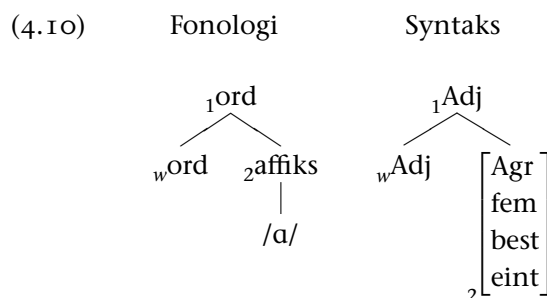 (4.10) Fonologi Syntaks
₁ord ₁Adj
word ₂affiks wAdj Agr
fem
/ɑ/ best
₂ eint